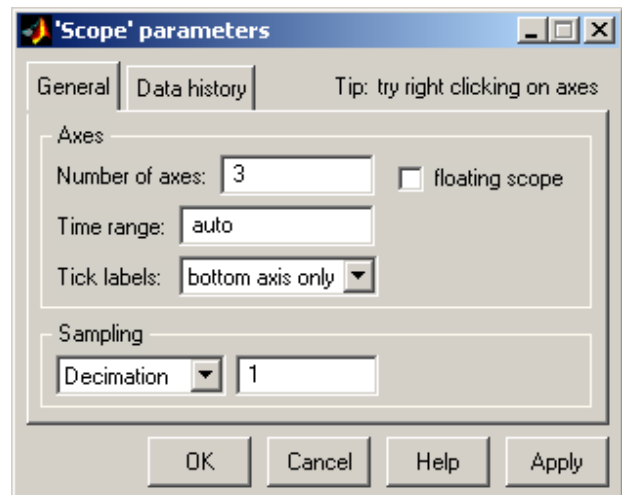 'Scope' parameters
General Data history Tip: try right clicking on axes
Axes
Number of axes: 3 floating scope
Time range: auto
Tick labels: bottom axis only
Sampling
Decimation 1
OK Cancel Help Apply